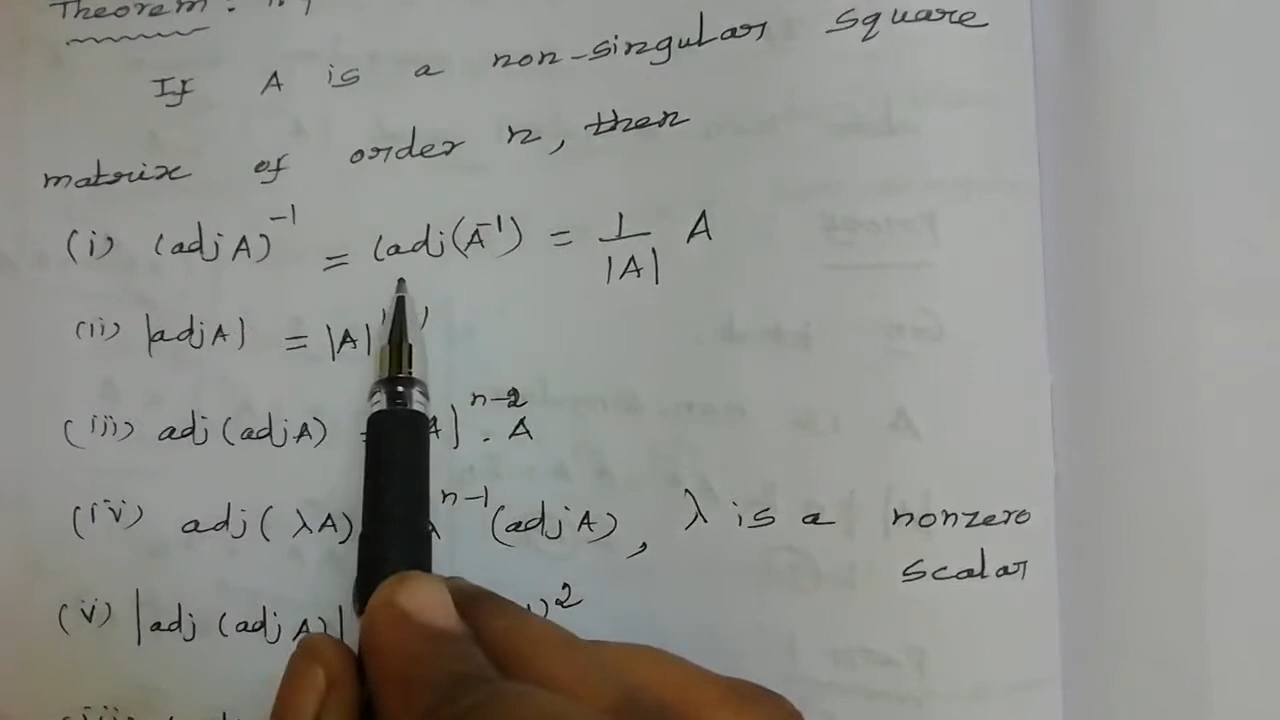 Theorem:
If A is a non-singular square
matrix of order n, then
(i) (adj A)⁻¹ = (adj(A⁻¹) = 1/|A| A
(ii) |adj A| = |A|
(iii) adj(adj A) A|ⁿ⁻² . A
(iv) adj(λA) ⁿ⁻¹ (adj A), λ is a nonzero
scalar
(v) |adj (adj A)| )²